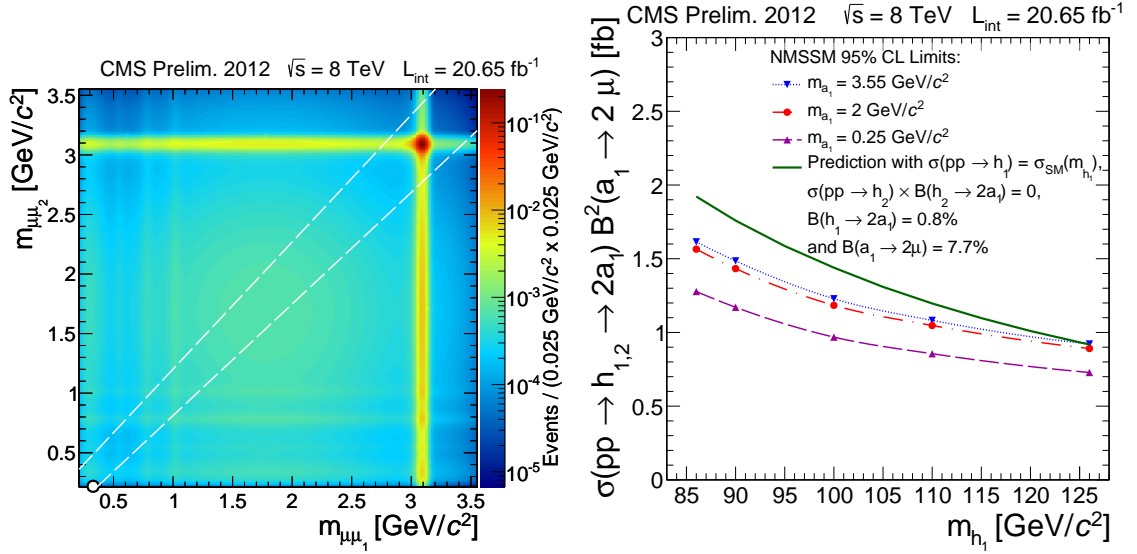 CMS Prelim. 2012 √s = 8 TeV L_int = 20.65 fb⁻¹
m_μμ₂ [GeV/c²]
3.5
3
2.5
2
1.5
1
0.5
0.5 1 1.5 2 2.5 3 3.5
m_μμ₁ [GeV/c²]
10⁻¹²
10⁻²
10⁻³
10⁻⁴
10⁻⁵
Events / (0.025 GeV/c² x 0.025 GeV/c²)
CMS Prelim. 2012 √s = 8 TeV L_int = 20.65 fb⁻¹
σ(pp → h₁,₂ → 2a₁) B²(a₁ → 2 μ) [fb]
3
2.5
2
1.5
1
0.5
0
NMSSM 95% CL Limits:
m_a₁ = 3.55 GeV/c²
m_a₁ = 2 GeV/c²
m_a₁ = 0.25 GeV/c²
Prediction with σ(pp → h₁) = σ_SM(m_h₁),
σ(pp → h₂) × B(h₂ → 2a₁) = 0,
B(h₁ → 2a₁) = 0.8%
and B(a₁ → 2μ) = 7.7%
85 90 95 100 105 110 115 120 125
m_h₁ [GeV/c²]